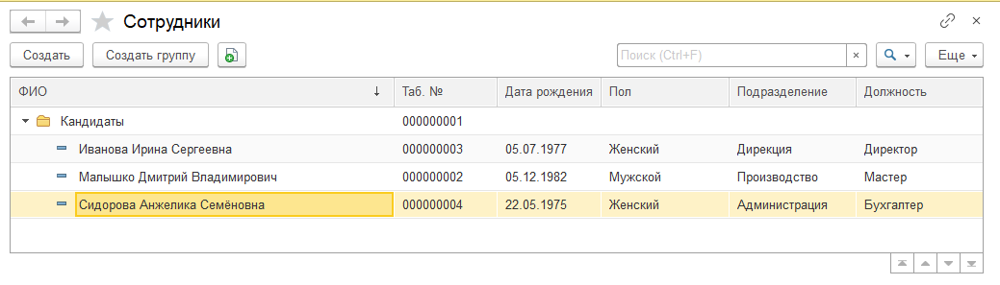 Сотрудники
Создать Создать группу Поиск (Ctrl+F) × Еще
ФИО ↓ Таб. № Дата рождения Пол Подразделение Должность
Кандидаты 000000001
Иванова Ирина Сергеевна 000000003 05.07.1977 Женский Дирекция Директор
Малышко Дмитрий Владимирович 000000002 05.12.1982 Мужской Производство Мастер
Сидорова Анжелика Семёновна 000000004 22.05.1975 Женский Администрация Бухгалтер